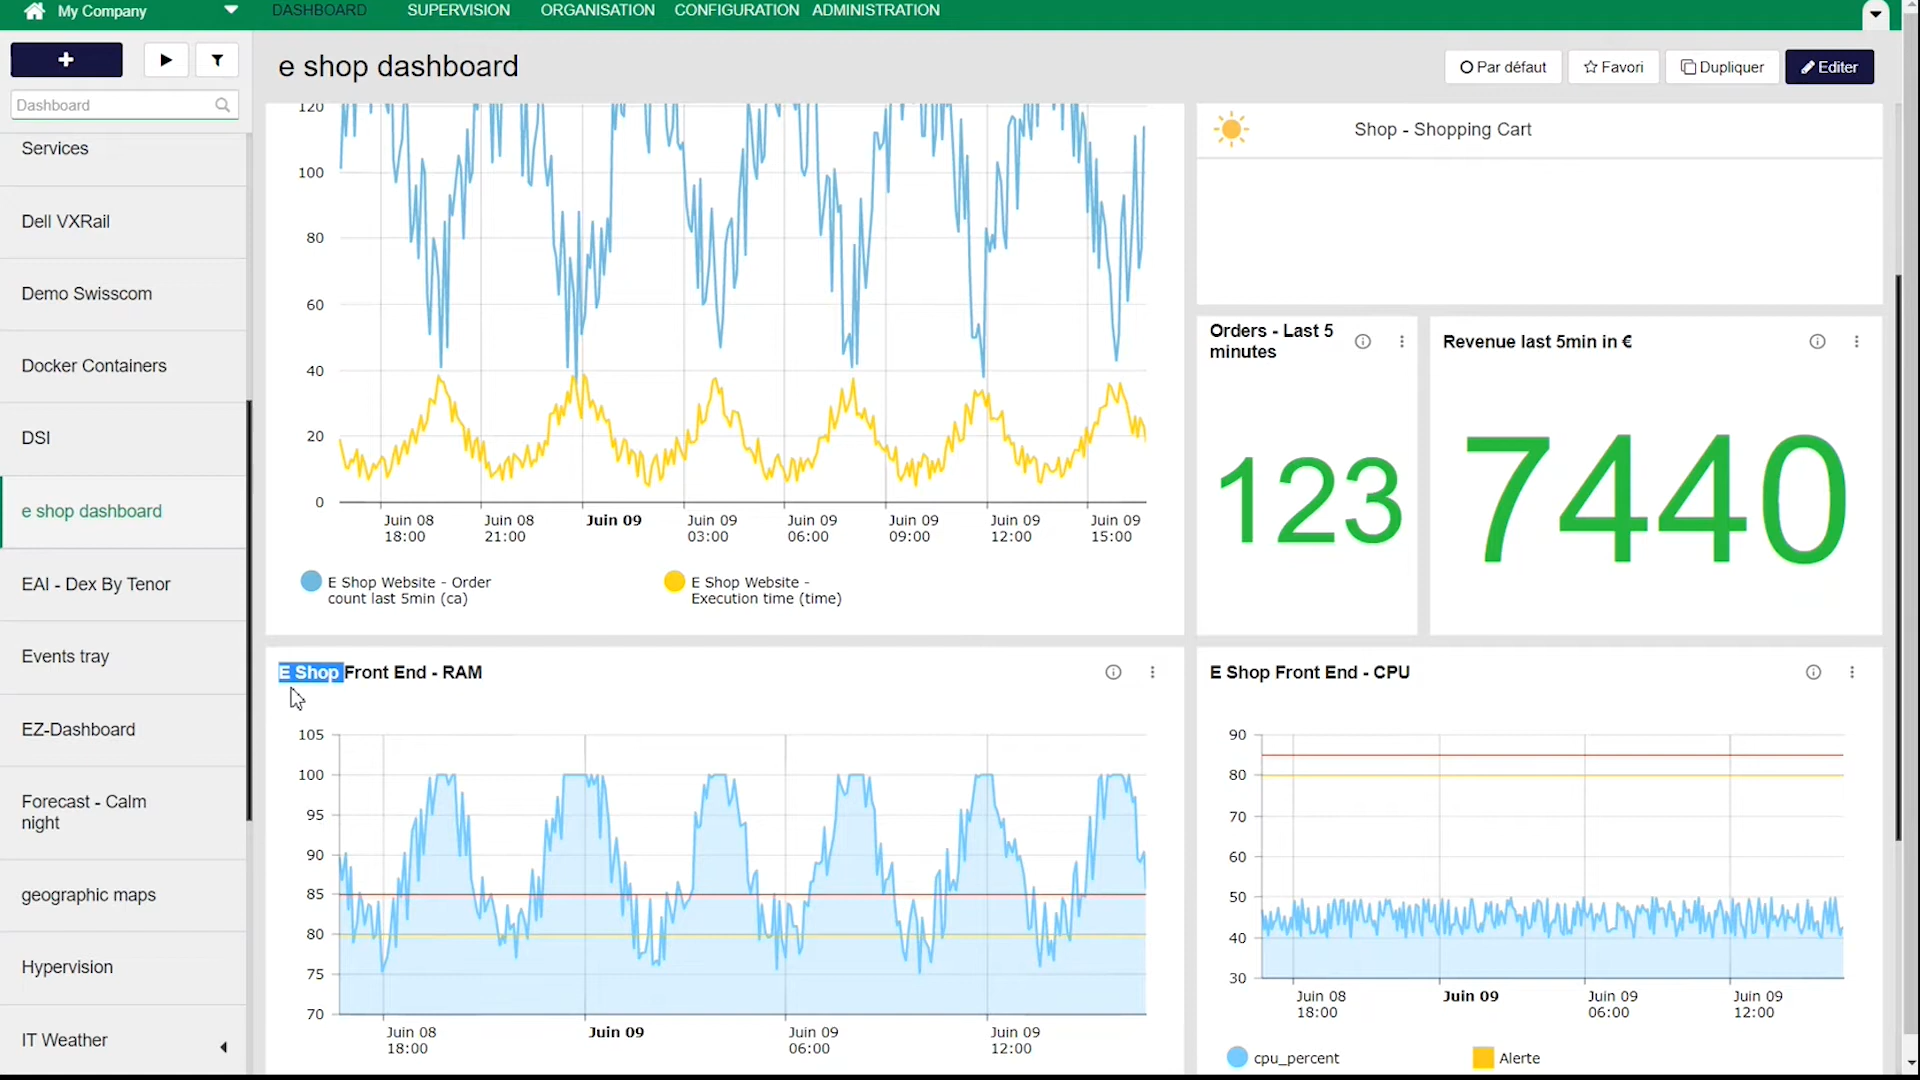 My Company
DASHBOARD
SUPERVISION
ORGANISATION
CONFIGURATION
ADMINISTRATION
e shop dashboard
Par défaut
Favori
Dupliquer
Editer
Dashboard
Services
Dell VXRail
Demo Swisscom
Docker Containers
DSI
e shop dashboard
EAI - Dex By Tenor
Events tray
EZ-Dashboard
Forecast - Calm
night
geographic maps
Hypervision
IT Weather
120
100
80
60
40
20
0
Juin 08
18:00
Juin 08
21:00
Juin 09
Juin 09
03:00
Juin 09
06:00
Juin 09
09:00
Juin 09
12:00
Juin 09
15:00
E Shop Website - Order
count last 5min (ca)
E Shop Website -
Execution time (time)
Shop - Shopping Cart
Orders - Last 5
minutes
123
Revenue last 5min in €
7440
E Shop Front End - RAM
105
100
95
90
85
80
75
70
Juin 08
18:00
Juin 09
Juin 09
06:00
Juin 09
12:00
E Shop Front End - CPU
90
80
70
60
50
40
30
Juin 08
18:00
Juin 09
Juin 09
06:00
Juin 09
12:00
cpu_percent
Alerte